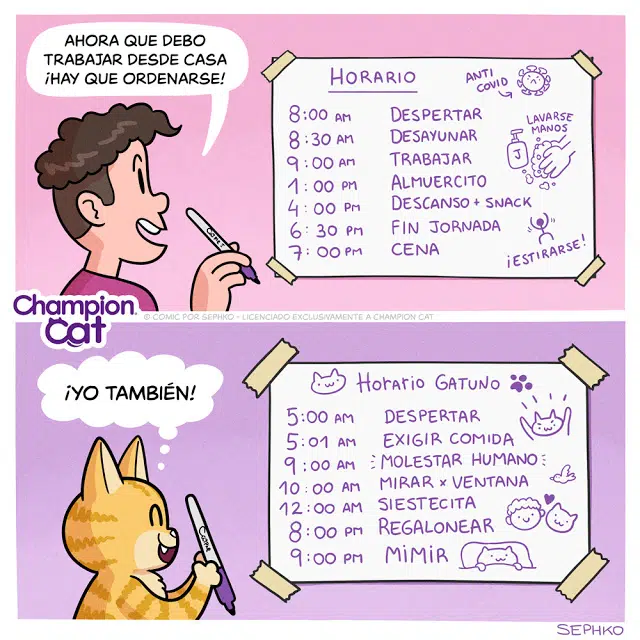 AHORA QUE DEBO
TRABAJAR DESDE CASA
¡HAY QUE ORDENARSE!
HORARIO
ANTI
COVID
8:00 AM DESPERTAR
8:30 AM DESAYUNAR
9:00 AM TRABAJAR
1:00 PM ALMUERCITO
4:00 PM DESCANSO + SNACK
6:30 PM FIN JORNADA
7:00 PM CENA
LAVARSE
MANOS
J
¡ESTIRARSE!
Champion
Cat
© COMIC POR SEPHKO - LICENCIADO EXCLUSIVAMENTE A CHAMPION CAT
¡YO TAMBIÉN!
HORARIO GATUNO
5:00 AM DESPERTAR
5:01 AM EXIGIR COMIDA
9:00 AM MOLESTAR HUMANO
10:00 AM MIRAR x VENTANA
12:00 AM SIESTECITA
8:00 PM REGALONEAR
9:00 PM MIMIR
SEPHKO